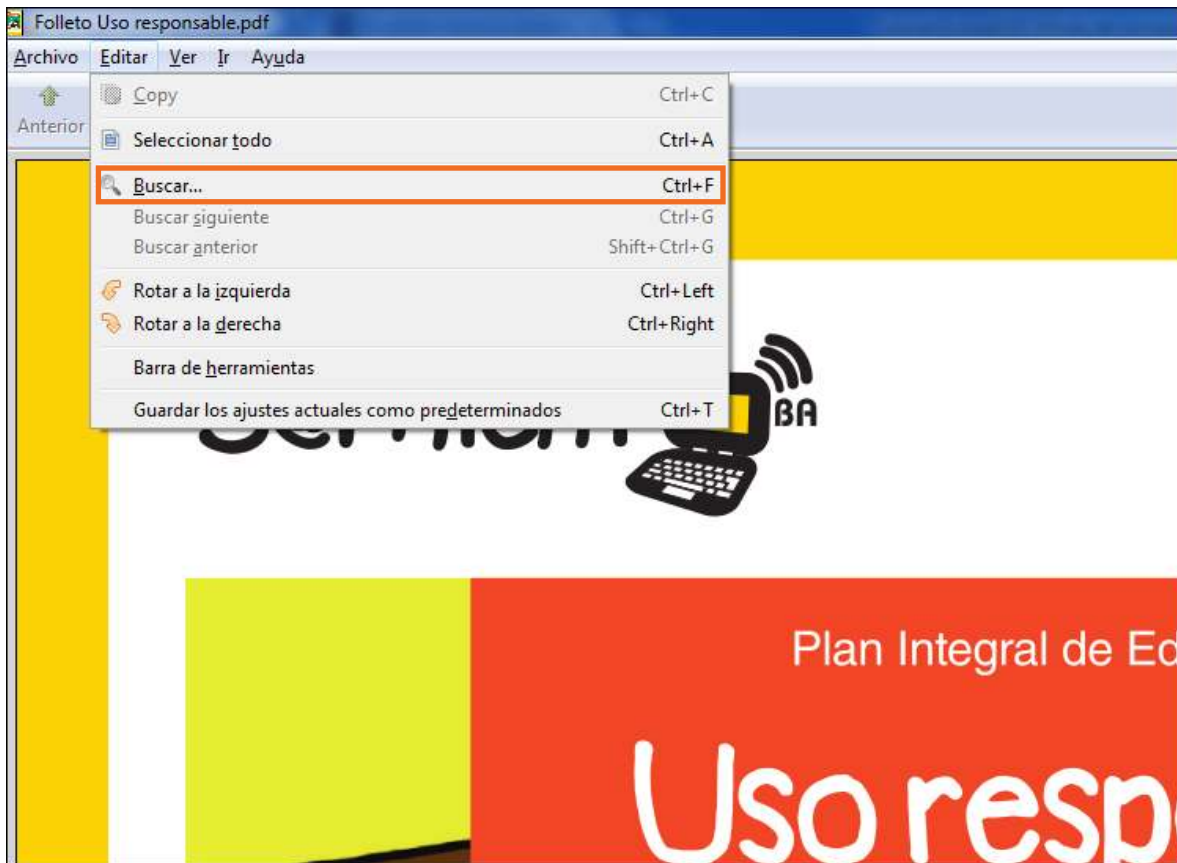 Folleto Uso responsable.pdf
Archivo Editar Ver Ir Ayuda
Anterior
Copy Ctrl+C
Seleccionar todo Ctrl+A
Buscar... Ctrl+F
Buscar siguiente Ctrl+G
Buscar anterior Shift+Ctrl+G
Rotar a la izquierda Ctrl+Left
Rotar a la derecha Ctrl+Right
Barra de herramientas
Guardar los ajustes actuales como predeterminados Ctrl+T
BA
Plan Integral de Ed
Uso respo